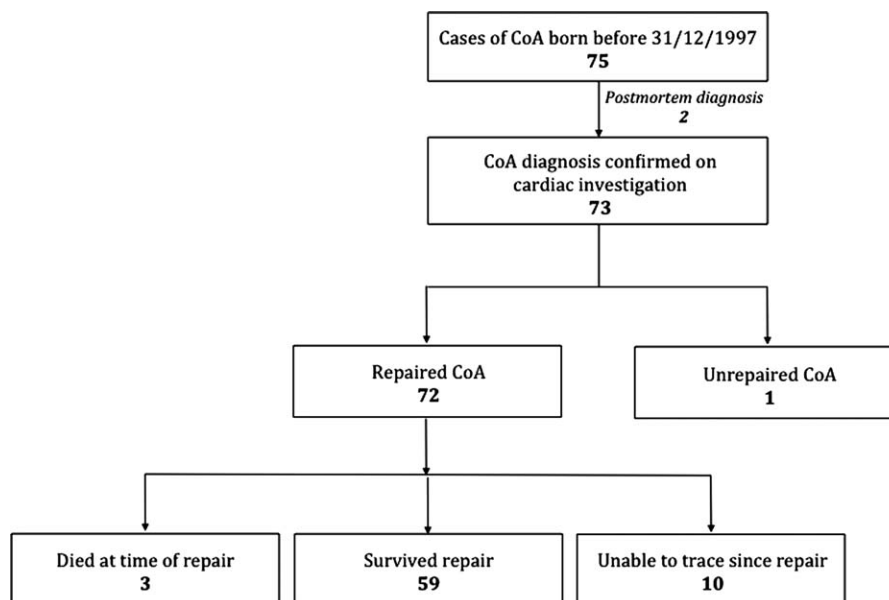 Cases of CoA born before 31/12/1997
75
Postmortem diagnosis
2
CoA diagnosis confirmed on
cardiac investigation
73
Repaired CoA
72
Unrepaired CoA
1
Died at time of repair
3
Survived repair
59
Unable to trace since repair
10